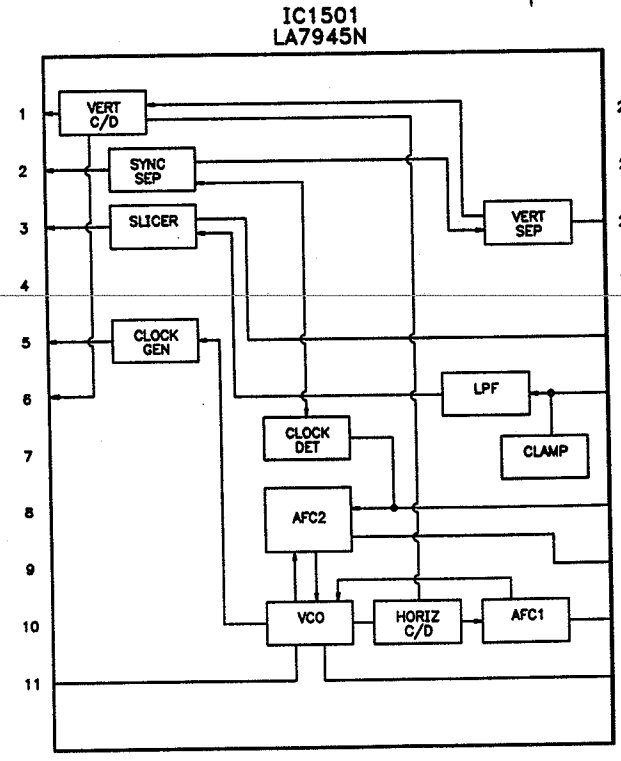 IC1501
LA7945N
1
VERT
C/D
2
SYNC
SEP
3
SLICER
VERT
SEP
4
5
CLOCK
GEN
6
LPF
7
CLOCK
DET
CLAMP
8
AFC2
9
10
VCO
HORIZ
C/D
AFC1
11